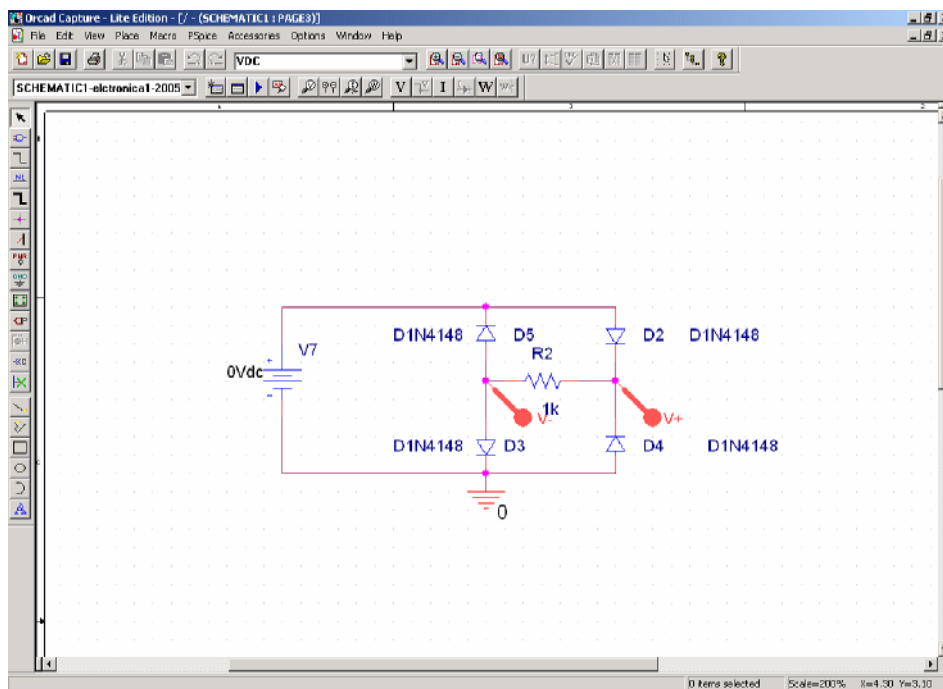 Orcad Capture - Lite Edition - [/ - (SCHEMATIC1 : PAGE3)]
File Edit View Place Macro PSpice Accessories Options Window Help
VDC
SCHEMATIC1-elctronica1-2005
V I W
D1N4148 D5 D2 D1N4148
V7 R2
0Vdc
1k V- V+
D1N4148 D3 D4 D1N4148
0
0 items selected Scale=200% X=4.30 Y=3.10